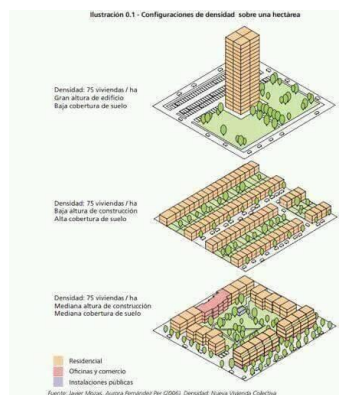 Ilustración 0.1 - Configuraciones de densidad sobre una hectárea
Densidad: 75 viviendas / ha
Gran altura de edificio
Baja cobertura de suelo
Densidad: 75 viviendas / ha
Baja altura de construcción
Alta cobertura de suelo
Densidad: 75 viviendas / ha
Mediana altura de construcción
Mediana cobertura de suelo
Residencial
Oficinas y comercio
Instalaciones públicas
Fuente: Javier Mozas, Aurora Fernández Per (2006). Densidad: Nueva Vivienda Colectiva